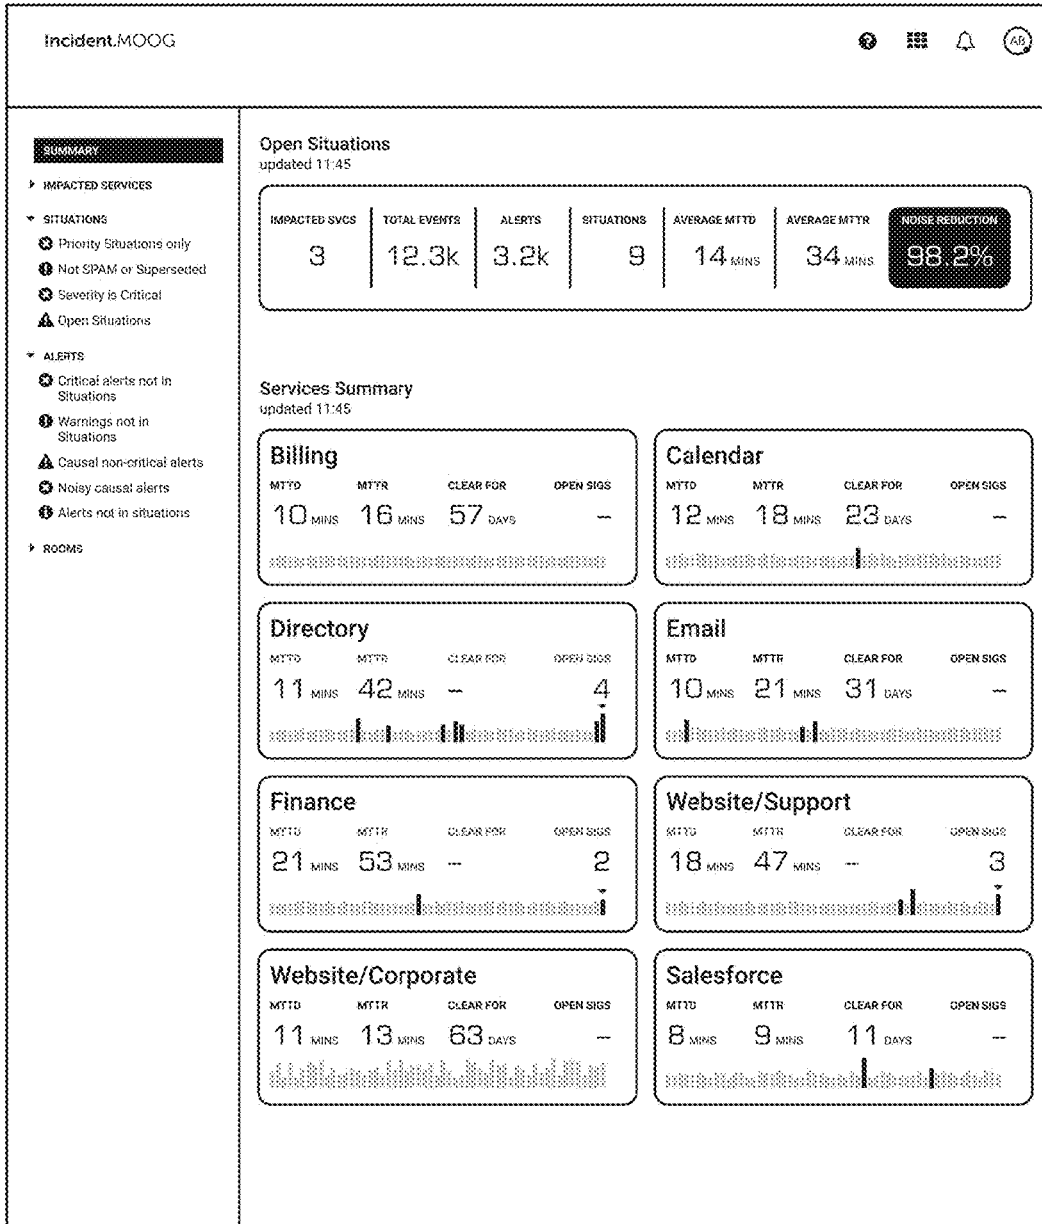 Incident.MOOG
AB
SUMMARY
IMPACTED SERVICES
SITUATIONS
Priority Situations only
Not SPAM or Superseded
Severity is Critical
Open Situations
ALERTS
Critical alerts not in
Situations
Warnings not in
Situations
Causal non-critical alerts
Noisy causal alerts
Alerts not in situations
ROOMS
Open Situations
updated 11:45
IMPACTED SVCS TOTAL EVENTS ALERTS SITUATIONS AVERAGE MTTD AVERAGE MTTR NOISE REDUCTION
3 12.3k 3.2k 9 14 MINS 34 MINS 98.2%
Services Summary
updated 11:45
Billing
MTTD MTTR CLEAR FOR OPEN SIGS
10 MINS 16 MINS 57 DAYS –
Calendar
MTTD MTTR CLEAR FOR OPEN SIGS
12 MINS 18 MINS 23 DAYS –
Directory
MTTD MTTR CLEAR FOR OPEN SIGS
11 MINS 42 MINS – 4
Email
MTTD MTTR CLEAR FOR OPEN SIGS
10 MINS 21 MINS 31 DAYS –
Finance
MTTD MTTR CLEAR FOR OPEN SIGS
21 MINS 53 MINS – 2
Website/Support
MTTD MTTR CLEAR FOR OPEN SIGS
18 MINS 47 MINS – 3
Website/Corporate
MTTD MTTR CLEAR FOR OPEN SIGS
11 MINS 13 MINS 63 DAYS –
Salesforce
MTTD MTTR CLEAR FOR OPEN SIGS
8 MINS 9 MINS 11 DAYS –